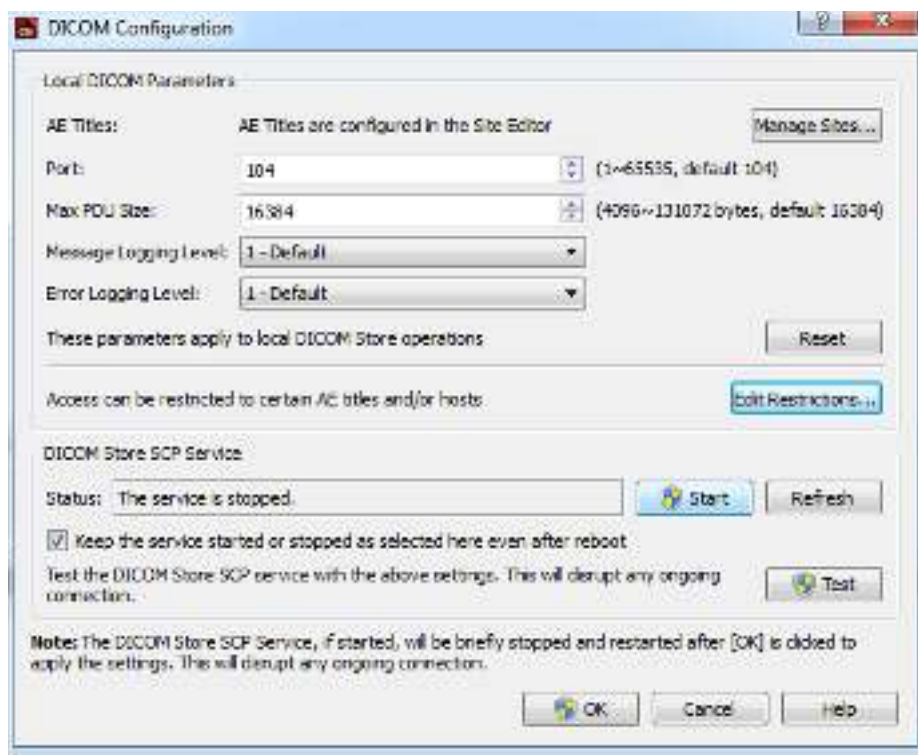 DICOM Configuration
Local DICOM Parameters
AE Titles: AE Titles are configured in the Site Editor Manage Sites...
Port: 104 (1~65535, default 104)
Max PDU Size: 16384 (4096~131072 bytes, default 16384)
Message Logging Level: 1 - Default
Error Logging Level: 1 - Default
These parameters apply to local DICOM Store operations Reset
Access can be restricted to certain AE titles and/or hosts Edit Restrictions...
DICOM Store SCP Service
Status: The service is stopped. Start Refresh
Keep the service started or stopped as selected here even after reboot
Test the DICOM Store SCP service with the above settings. This will disrupt any ongoing
connection. Test
Note: The DICOM Store SCP Service, if started, will be briefly stopped and restarted after [OK] is clicked to
apply the settings. This will disrupt any ongoing connection.
OK Cancel Help